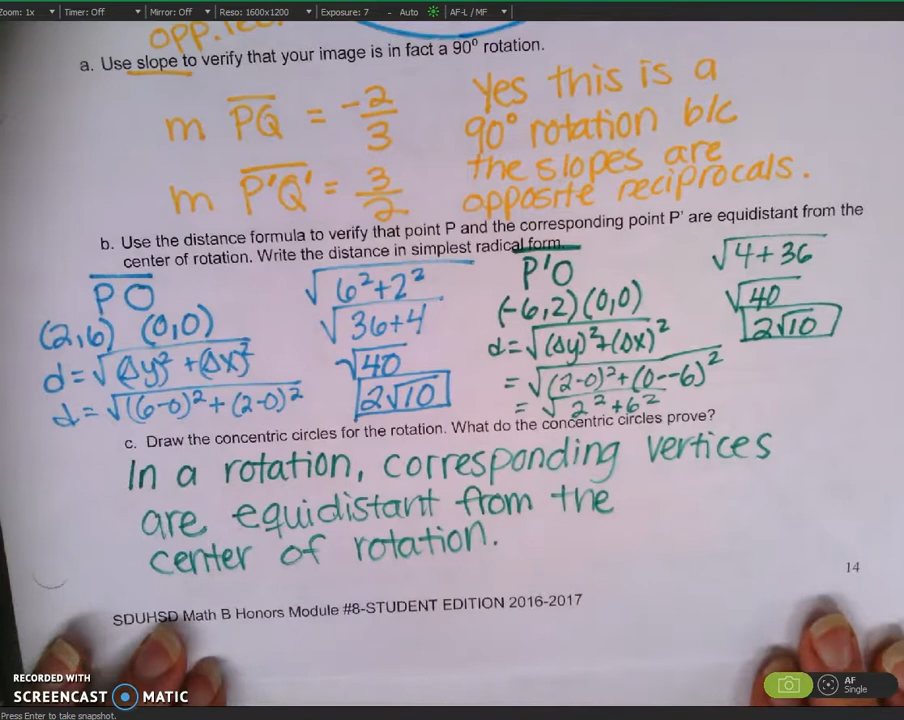 Zoom: 1x Timer: Off Mirror: Off Reso: 1600x1200 Exposure: 7 - Auto AF-L / MF
opp.
a. Use slope to verify that your image is in fact a 90° rotation.
m PQ = -2/3
m P'Q' = 3/2
Yes this is a
90° rotation b/c
the slopes are
opposite reciprocals.
b. Use the distance formula to verify that point P and the corresponding point P' are equidistant from the
center of rotation. Write the distance in simplest radical form.
PO
(2,6) (0,0)
d=√(Δy)²+(Δx)²
d=√(6-0)²+(2-0)²
√6²+2²
√36+4
√40
2√10
P'O
(-6,2)(0,0)
d=√(Δy)²+(Δx)²
=√(2-0)²+(0--6)²
=√2²+6²
√4+36
√40
2√10
c. Draw the concentric circles for the rotation. What do the concentric circles prove?
In a rotation, corresponding vertices
are equidistant from the
center of rotation.
14
SDUHSD Math B Honors Module #8-STUDENT EDITION 2016-2017
RECORDED WITH
SCREENCAST MATIC
AF
Single
Press Enter to take snapshot.